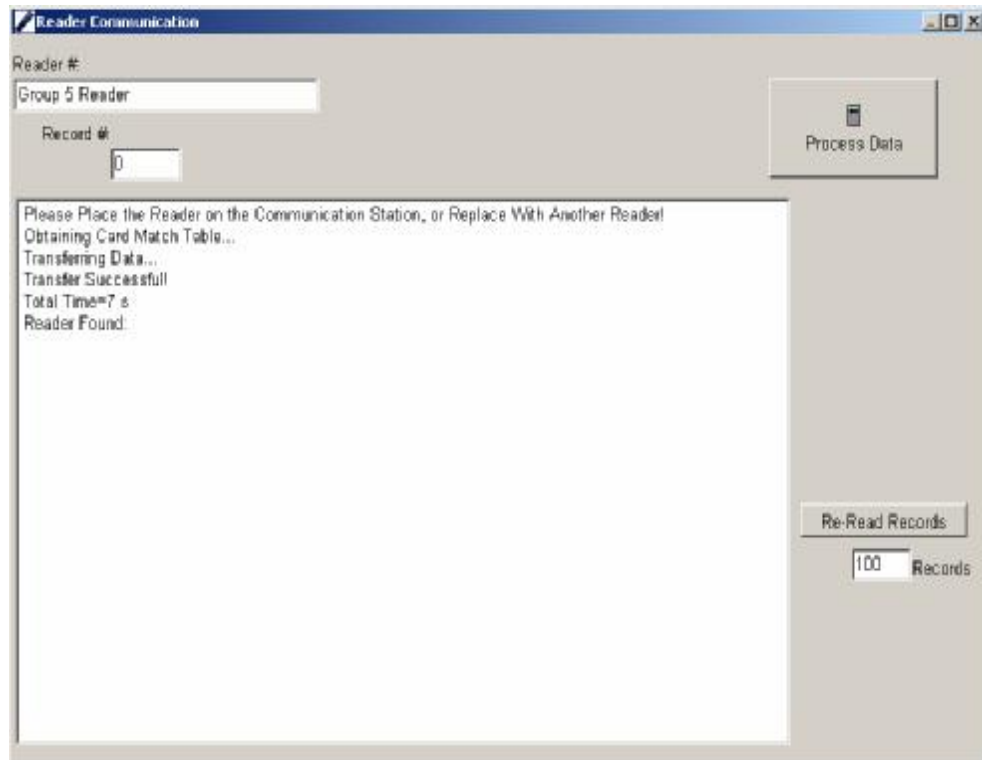 Reader Communication
Reader #:
Group 5 Reader
Record #:
0
Process Data
Please Place the Reader on the Communication Station, or Replace With Another Reader!
Obtaining Card Match Table...
Transferring Data...
Transfer Successful!
Total Time=7 s
Reader Found:
Re-Read Records
100 Records